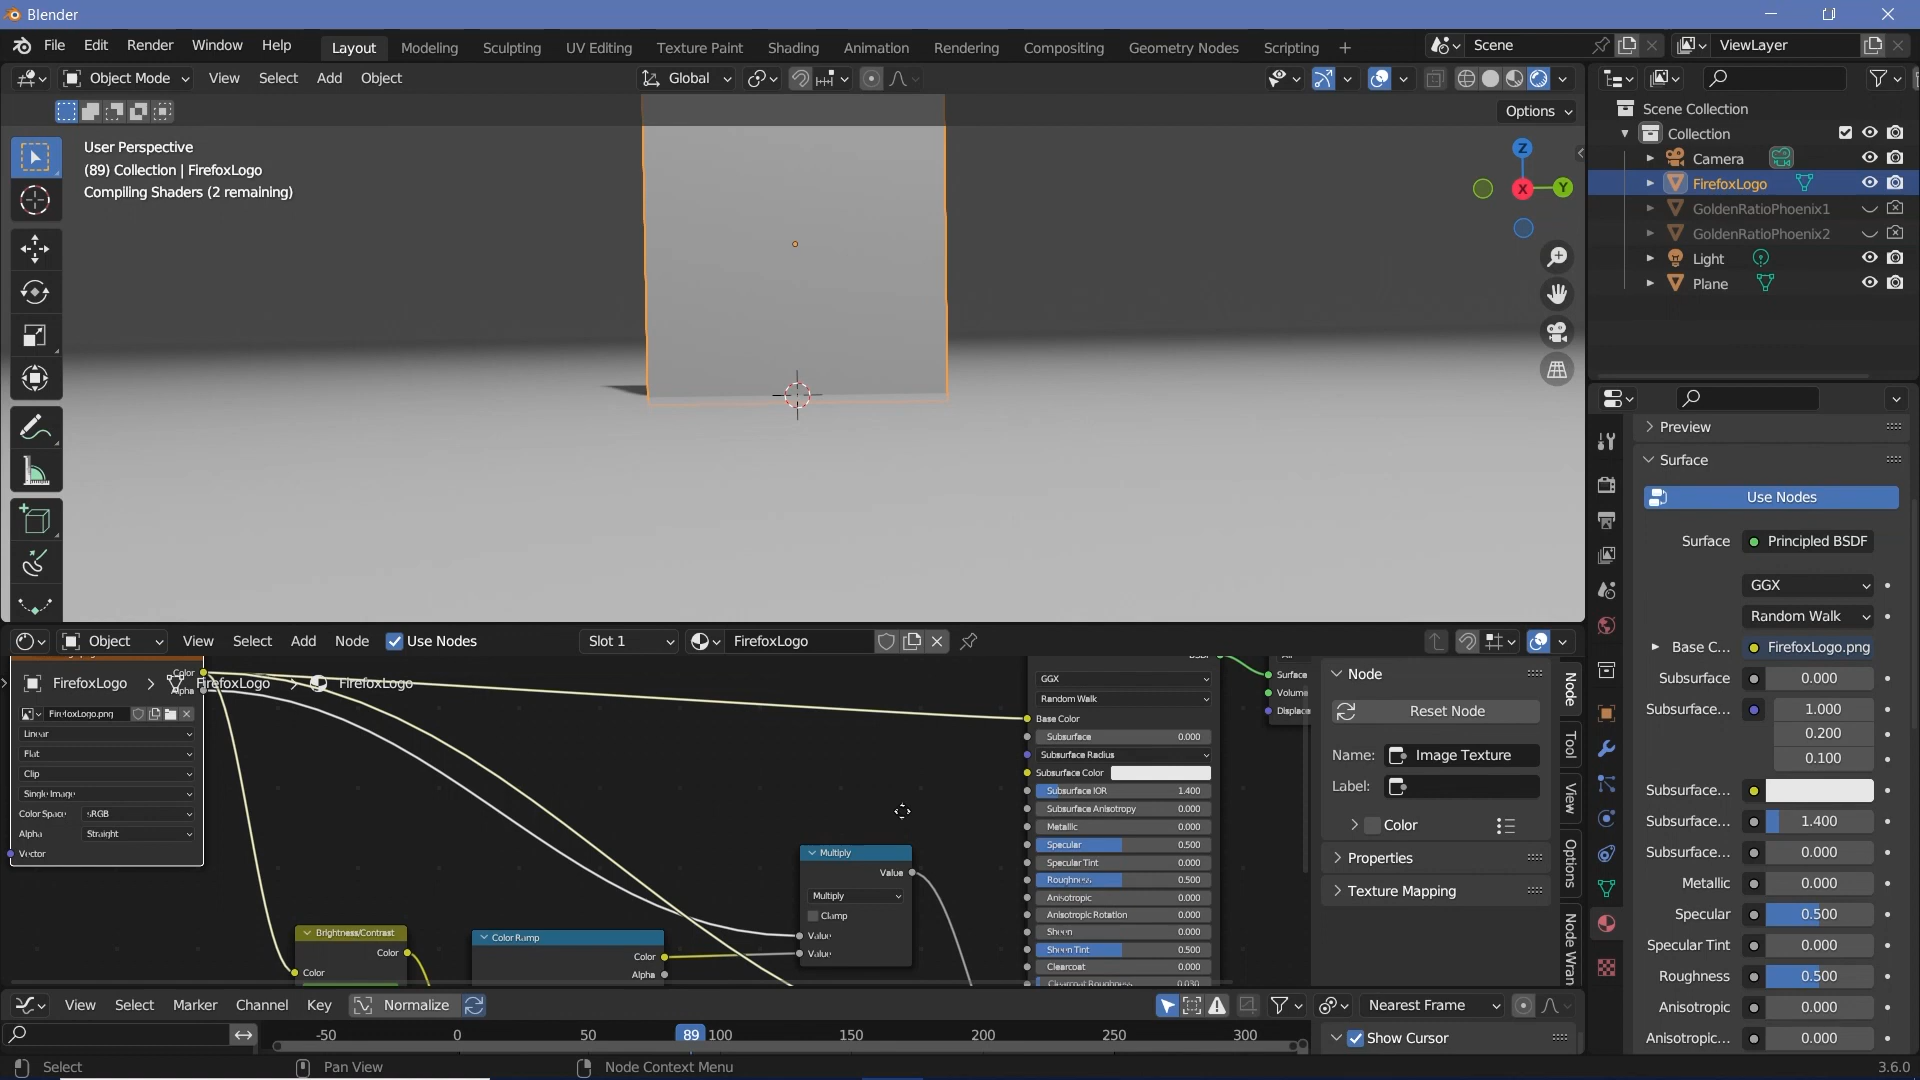 Blender
File Edit Render Window Help Layout Modeling Sculpting UV Editing Texture Paint Shading Animation Rendering Compositing Geometry Nodes Scripting Scene ViewLayer
Object Mode View Select Add Object Global
Options
User Perspective
(89) Collection | FirefoxLogo
Compiling Shaders (2 remaining)
Z
X
Y
Scene Collection
Collection
Camera
FirefoxLogo
GoldenRatioPhoenix1
GoldenRatioPhoenix2
Light
Plane
Preview
Surface
Use Nodes
Surface Principled BSDF
GGX
Random Walk
Base C... FirefoxLogo.png
Subsurface 0.000
Subsurface... 1.000
0.200
0.100
Subsurface...
Subsurface... 1.400
Subsurface... 0.000
Metallic 0.000
Specular 0.500
Specular Tint 0.000
Roughness 0.500
Anisotropic 0.000
Anisotropic... 0.000
Object View Select Add Node Use Nodes Slot 1 FirefoxLogo
Color
Alpha
FirefoxLogo FirefoxLogo FirefoxLogo
FirefoxLogo.png
Linear
Flat
Clip
Single Image
Color Space sRGB
Alpha Straight
Vector
Brightness/Contrast
Color
Color
Color Ramp
Color
Alpha
Multiply
Value
Multiply
Clamp
Value
Value
GGX
Random Walk
Base Color
Subsurface 0.000
Subsurface Radius
Subsurface Color
Subsurface IOR 1.400
Subsurface Anisotropy 0.000
Metallic 0.000
Specular 0.500
Specular Tint 0.000
Roughness 0.500
Anisotropic 0.000
Anisotropic Rotation 0.000
Sheen 0.000
Sheen Tint 0.500
Clearcoat 0.000
Clearcoat Roughness 0.030
Surface
Volume
Displace
Node
Reset Node
Name: Image Texture
Label:
Color
Properties
Texture Mapping
Node
Tool
View
Options
Node Wran
View Select Marker Channel Key Normalize Nearest Frame
-50 0 50 89 100 150 200 250 300
Show Cursor
Select Pan View Node Context Menu 3.6.0